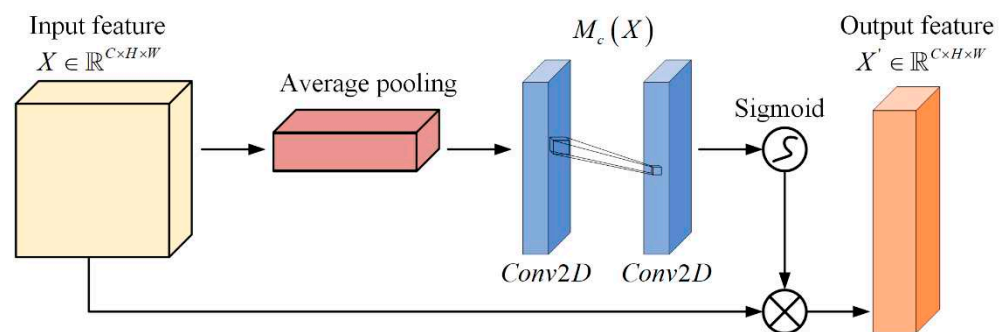 Input feature
X ∈ ℝ^{C×H×W}
Average pooling
M_c(X)
Conv2D
Conv2D
Sigmoid
Output feature
X' ∈ ℝ^{C×H×W}